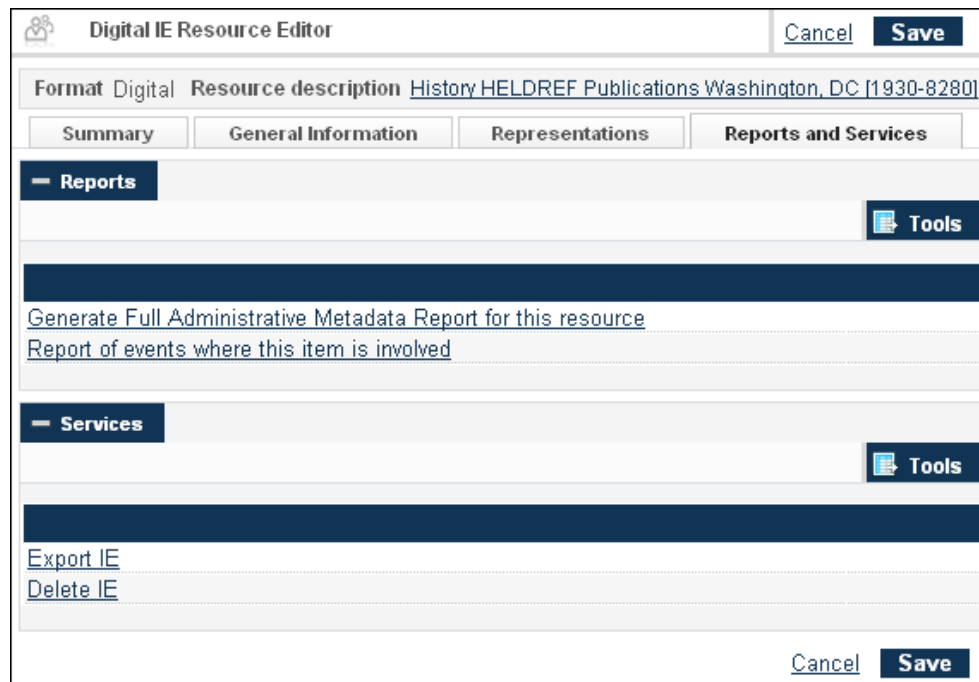 Digital IE Resource Editor Cancel Save
Format Digital Resource description History HELDREF Publications Washington, DC [1930-8280]
Summary General Information Representations Reports and Services
Reports
Tools
Generate Full Administrative Metadata Report for this resource
Report of events where this item is involved
Services
Tools
Export IE
Delete IE
Cancel Save